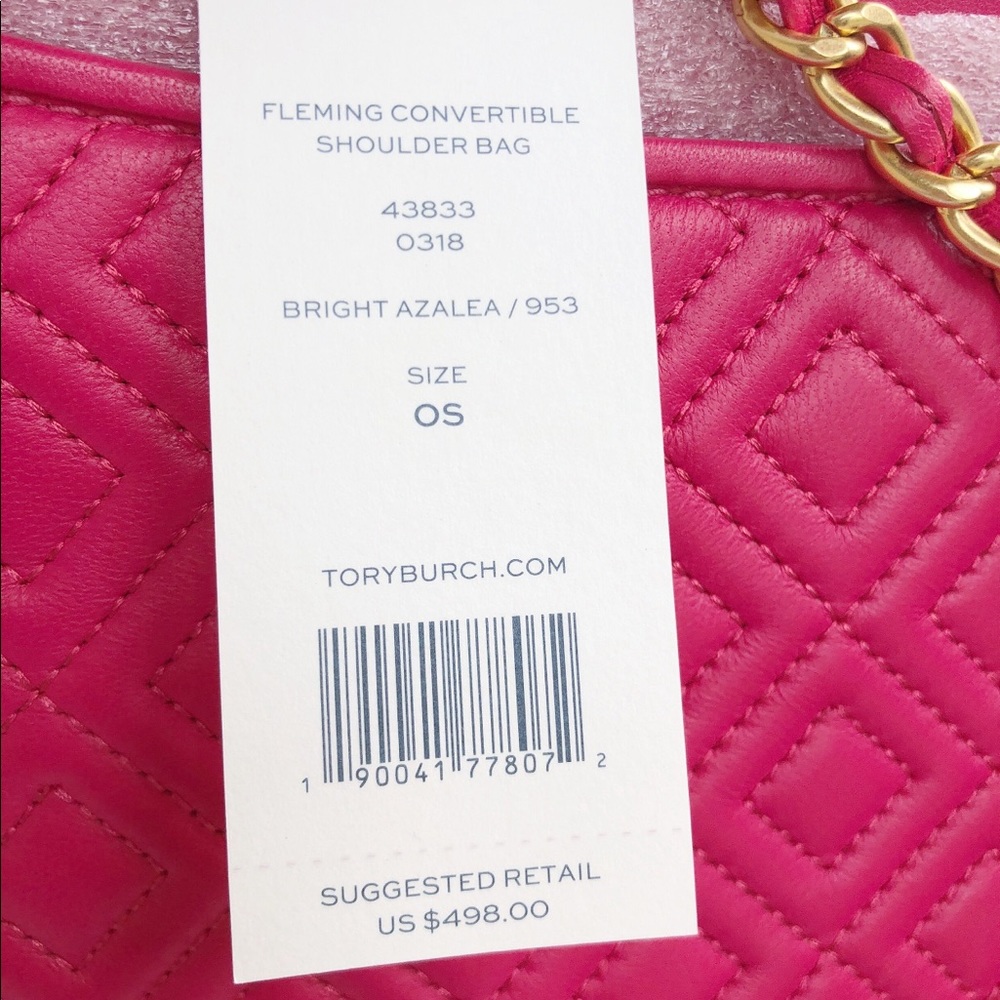 FLEMING CONVERTIBLE
SHOULDER BAG
43833
0318
BRIGHT AZALEA / 953
SIZE
OS
TORYBURCH.COM
1 90041 77807 2
SUGGESTED RETAIL
US $498.00